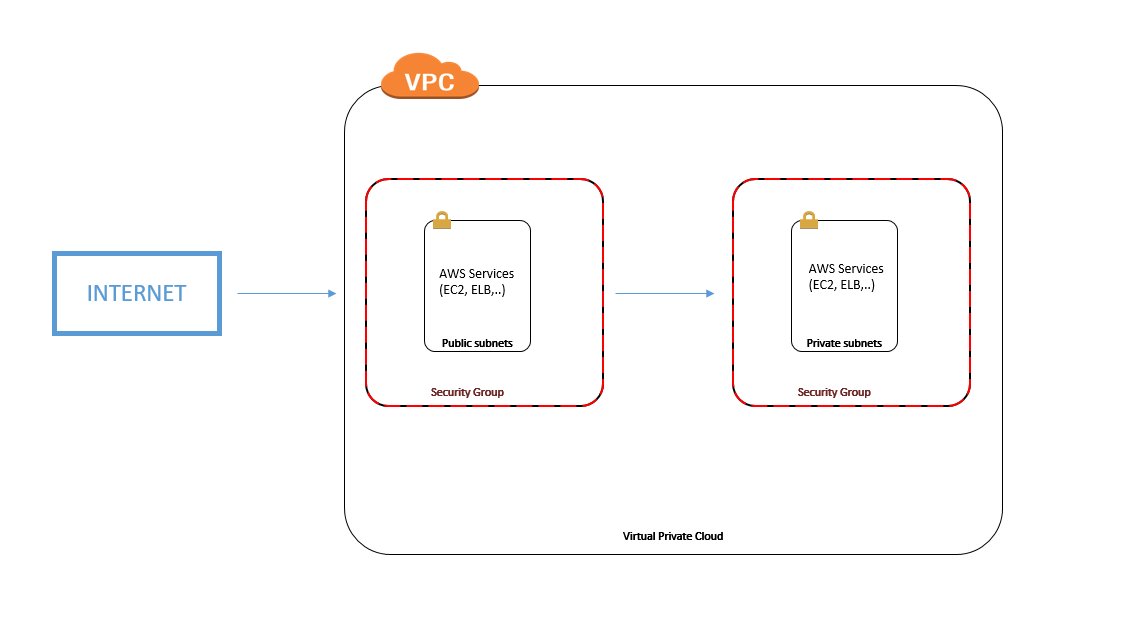 VPC
INTERNET
AWS Services
(EC2, ELB,..)
Public subnets
Security Group
AWS Services
(EC2, ELB,..)
Private subnets
Security Group
Virtual Private Cloud